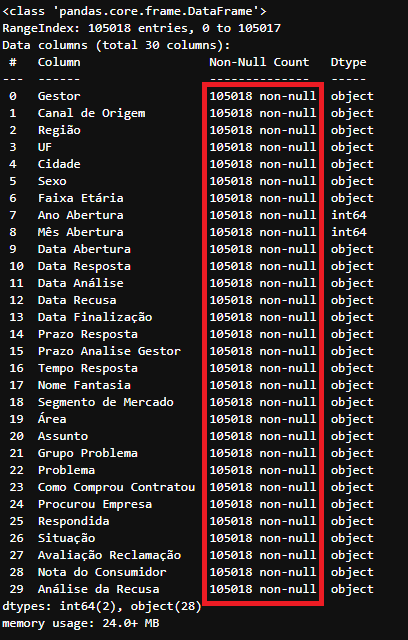 <class 'pandas.core.frame.DataFrame'>
RangeIndex: 105018 entries, 0 to 105017
Data columns (total 30 columns):
 #   Column                Non-Null Count   Dtype
---  ------                --------------   -----
 0   Gestor                105018 non-null  object
 1   Canal de Origem       105018 non-null  object
 2   Região                105018 non-null  object
 3   UF                    105018 non-null  object
 4   Cidade                105018 non-null  object
 5   Sexo                  105018 non-null  object
 6   Faixa Etária          105018 non-null  object
 7   Ano Abertura          105018 non-null  int64
 8   Mês Abertura          105018 non-null  int64
 9   Data Abertura         105018 non-null  object
 10  Data Resposta         105018 non-null  object
 11  Data Análise          105018 non-null  object
 12  Data Recusa           105018 non-null  object
 13  Data Finalização      105018 non-null  object
 14  Prazo Resposta        105018 non-null  object
 15  Prazo Analise Gestor  105018 non-null  object
 16  Tempo Resposta        105018 non-null  object
 17  Nome Fantasia         105018 non-null  object
 18  Segmento de Mercado   105018 non-null  object
 19  Área                  105018 non-null  object
 20  Assunto               105018 non-null  object
 21  Grupo Problema        105018 non-null  object
 22  Problema              105018 non-null  object
 23  Como Comprou Contratou  105018 non-null  object
 24  Procurou Empresa      105018 non-null  object
 25  Respondida            105018 non-null  object
 26  Situação              105018 non-null  object
 27  Avaliação Reclamação  105018 non-null  object
 28  Nota do Consumidor    105018 non-null  object
 29  Análise da Recusa     105018 non-null  object
dtypes: int64(2), object(28)
memory usage: 24.0+ MB